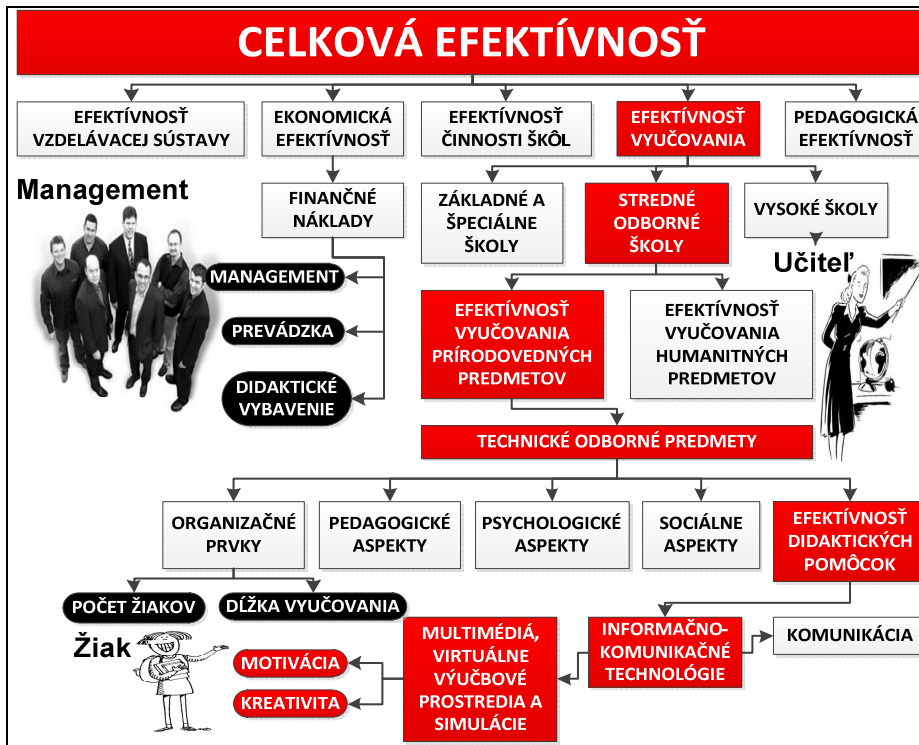 CELKOVÁ EFEKTÍVNOSŤ
EFEKTÍVNOSŤ
VZDELÁVACEJ SÚSTAVY
EKONOMICKÁ
EFEKTÍVNOSŤ
EFEKTÍVNOSŤ
ČINNOSTI ŠKÔL
EFEKTÍVNOSŤ
VYUČOVANIA
PEDAGOGICKÁ
EFEKTÍVNOSŤ
Management
FINANČNÉ
NÁKLADY
ZÁKLADNÉ A
ŠPECIÁLNE
ŠKOLY
STREDNÉ
ODBORNÉ
ŠKOLY
VYSOKÉ ŠKOLY
Učiteľ
MANAGEMENT
PREVÁDZKA
DIDAKTICKÉ
VYBAVENIE
EFEKTÍVNOSŤ
VYUČOVANIA
PRÍRODOVEDNÝCH
PREDMETOV
EFEKTÍVNOSŤ
VYUČOVANIA
HUMANITNÝCH
PREDMETOV
TECHNICKÉ ODBORNÉ PREDMETY
ORGANIZAČNÉ
PRVKY
PEDAGOGICKÉ
ASPEKTY
PSYCHOLOGICKÉ
ASPEKTY
SOCIÁLNE
ASPEKTY
EFEKTÍVNOSŤ
DIDAKTICKÝCH
POMÔCOK
POČET ŽIAKOV
DĹŽKA VYUČOVANIA
Žiak
MOTIVÁCIA
KREATIVITA
MULTIMÉDIÁ,
VIRTUÁLNE
VÝUČBOVÉ
PROSTREDIA A
SIMULÁCIE
INFORMAČNO-
KOMUNIKAČNÉ
TECHNOLÓGIE
KOMUNIKÁCIA